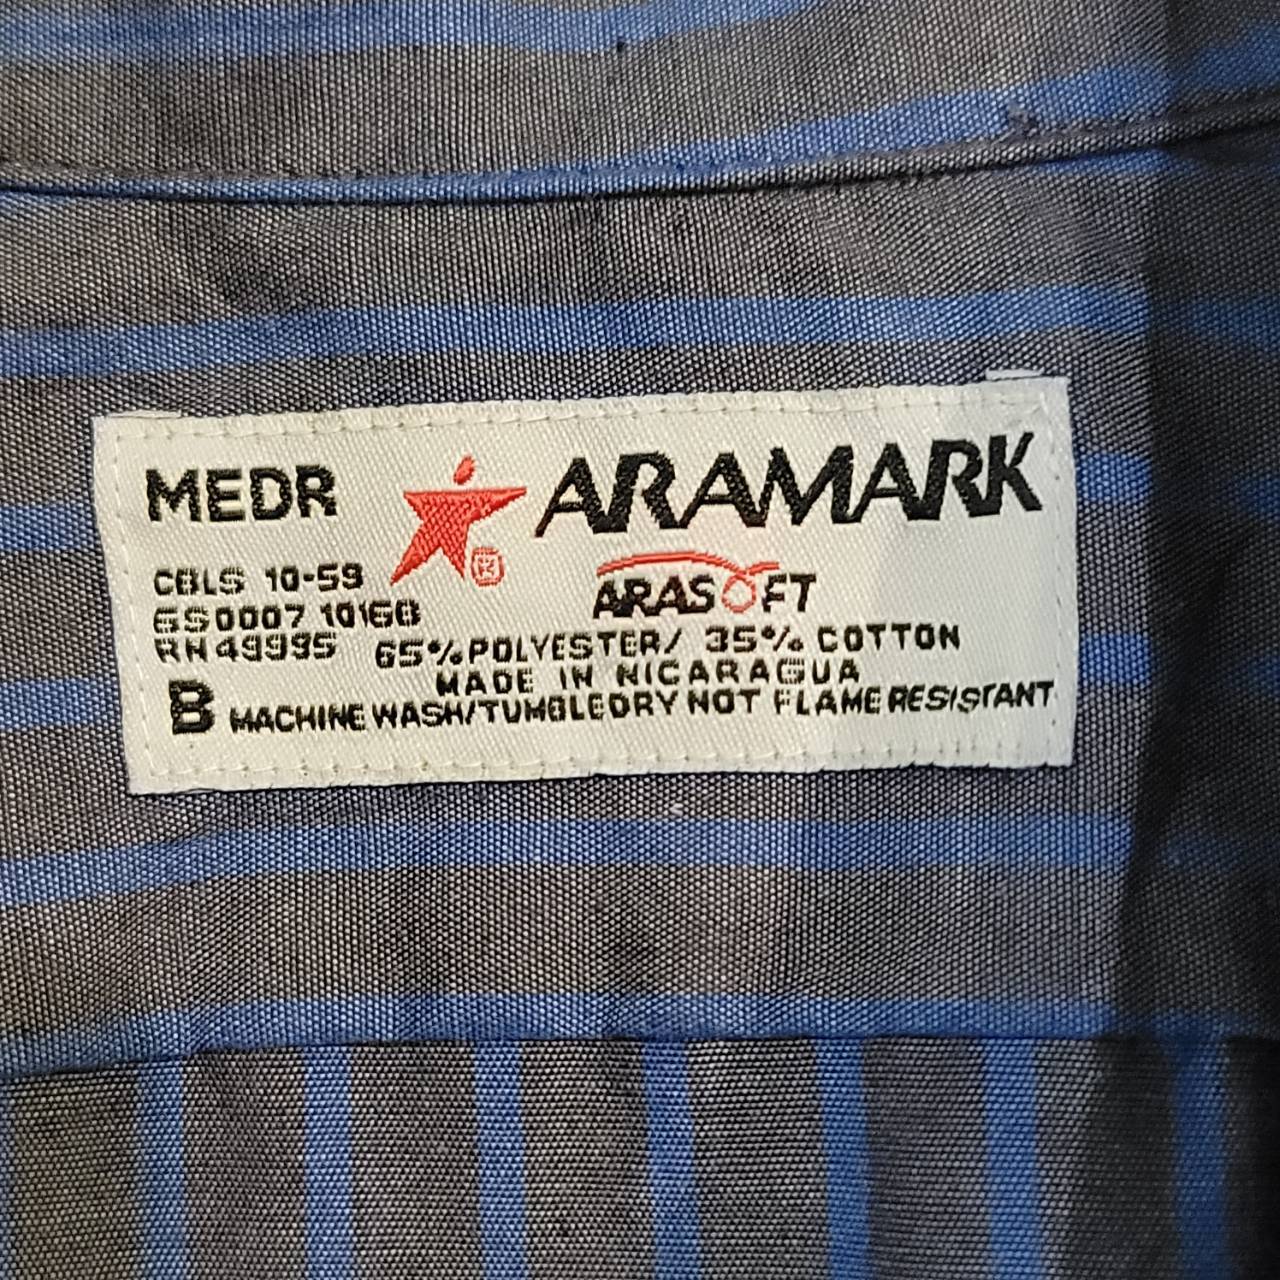 MEDR ARAMARK
CBLS 10-59 ®
ARASOFT
GS0007 1016B
RN49995 65%POLYESTER/ 35% COTTON
MADE IN NICARAGUA
B MACHINE WASH/TUMBLEDRY NOT FLAME RESISTANT